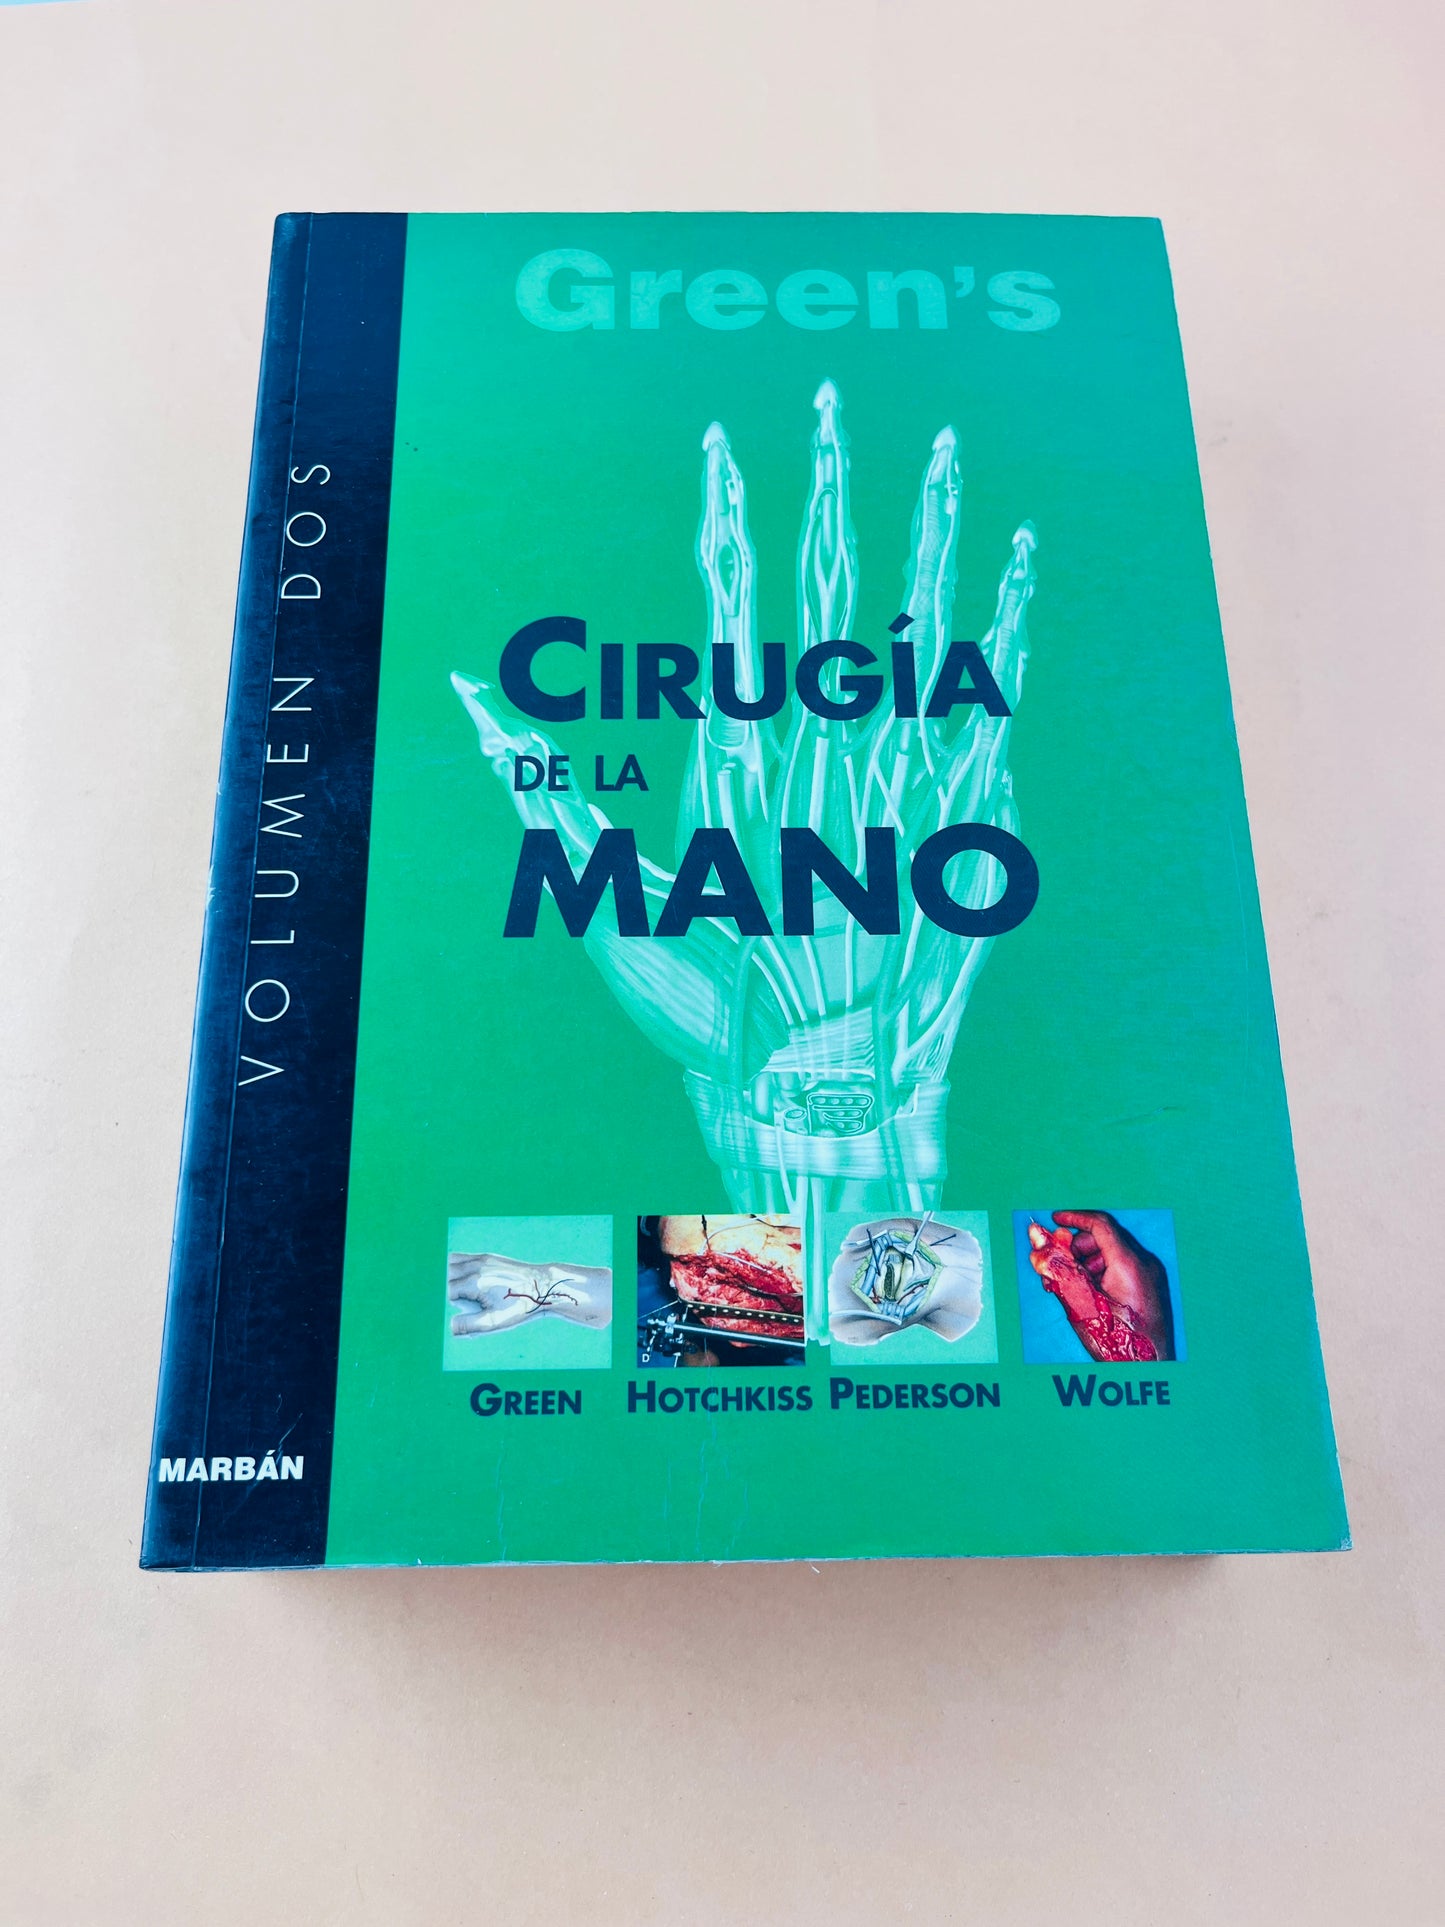 Green's
VOLUMEN DOS
CIRUGÍA
DE LA
MANO
D
GREEN HOTCHKISS PEDERSON WOLFE
MARBÁN